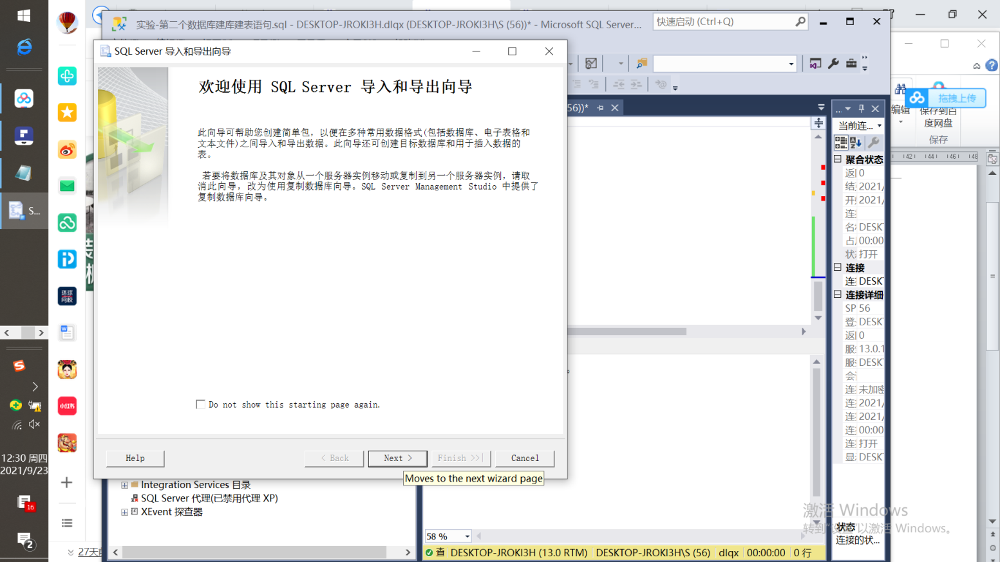 实验-第二个数据库建库建表语句.sql - DESKTOP-JROKI3H.dlqx (DESKTOP-JROKI3H\S (56))* - Microsoft SQL Server...
快速启动 (Ctrl+Q)
SQL Server 导入和导出向导
欢迎使用 SQL Server 导入和导出向导
此向导可帮助您创建简单包，以便在多种常用数据格式(包括数据库、电子表格和
文本文件)之间导入和导出数据。此向导还可创建目标数据库和用于插入数据的
表。
若要将数据库及其对象从一个服务器实例移动或复制到另一个服务器实例，请取
消此向导，改为使用复制数据库向导。SQL Server Management Studio 中提供了
复制数据库向导。
Do not show this starting page again.
Help
< Back
Next >
Finish >>|
Cancel
Moves to the next wizard page
Integration Services 目录
SQL Server 代理(已禁用代理 XP)
XEvent 探查器
27天前
56))*
58 %
查
DESKTOP-JROKI3H (13.0 RTM)
DESKTOP-JROKI3H\S (56)
dlqx
00:00:00
0 行
当前连...
聚合状态
返 0
结 2021/
开 2021/
连
名 DESK
占 00:00
状 打开
连接
连 DESK
连接详细
SP 56
登 DESK
返 0
服 13.0.1
服 DESK
会
连 未加密
连 2021/
连 2021/
连 00:00
连 打开
显 DESK
状态
连接的状...
激活 Windows
转到"设置"以激活 Windows。
拖拽上传
编辑
保存到百
度网盘
保存
142
144
146
148
S...
环球
网校
小红书
12:30 周四
2021/9/23
16
2